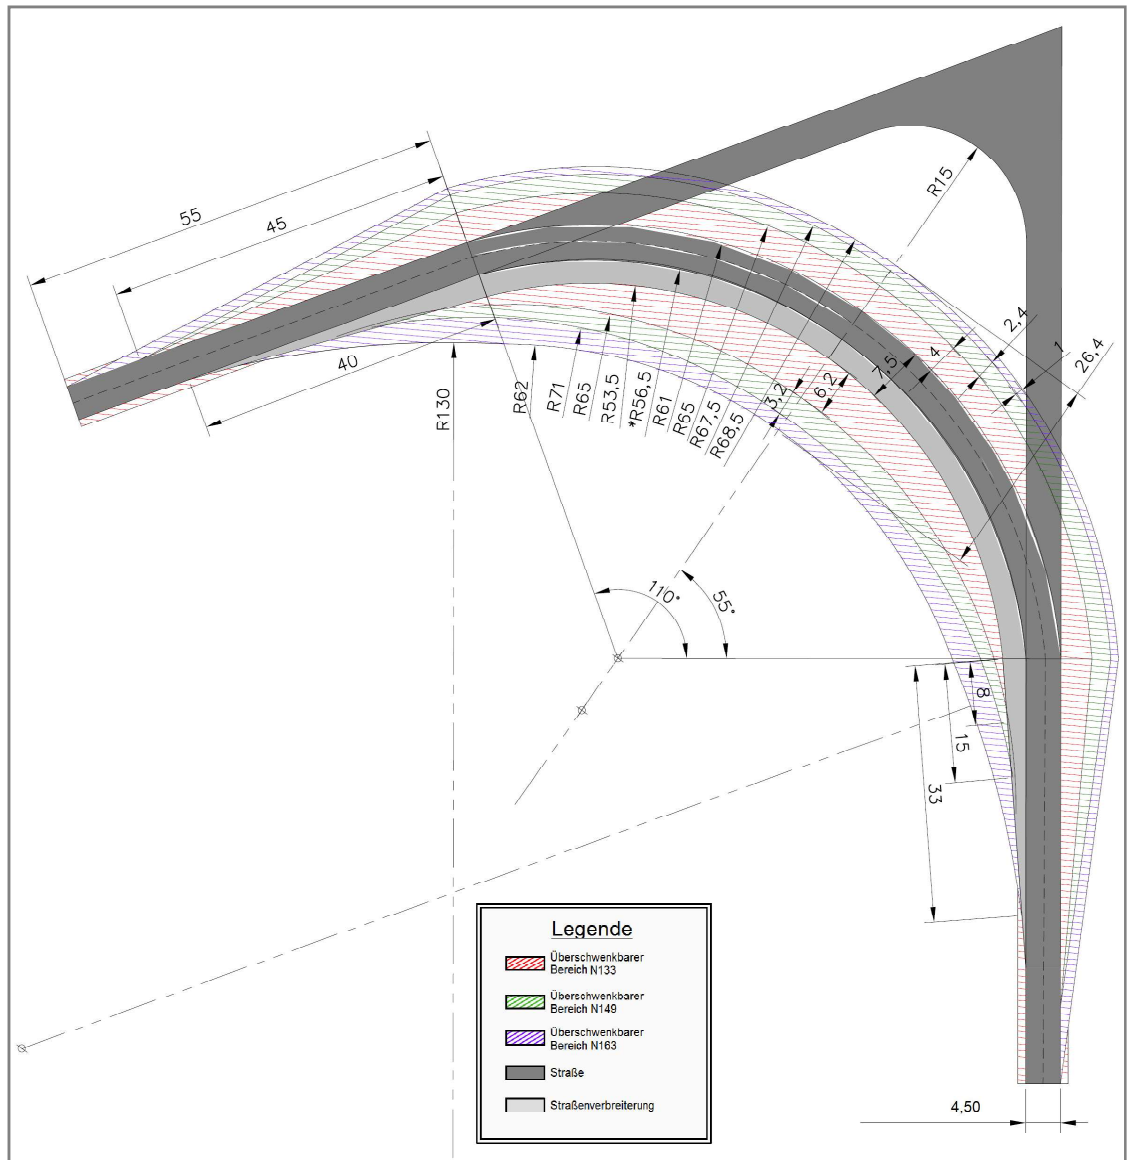 55
45
40
R15
2,4
1
26,4
4
7,5
6,2
3,2
R130
R62
R71
R65
R53,5
*R56,5
R61
R65
R67,5
R68,5
110°
55°
8
15
33
Legende
Überschwenkbarer
Bereich N133
Überschwenkbarer
Bereich N149
Überschwenkbarer
Bereich N163
Straße
Straßenverbreiterung
4,50